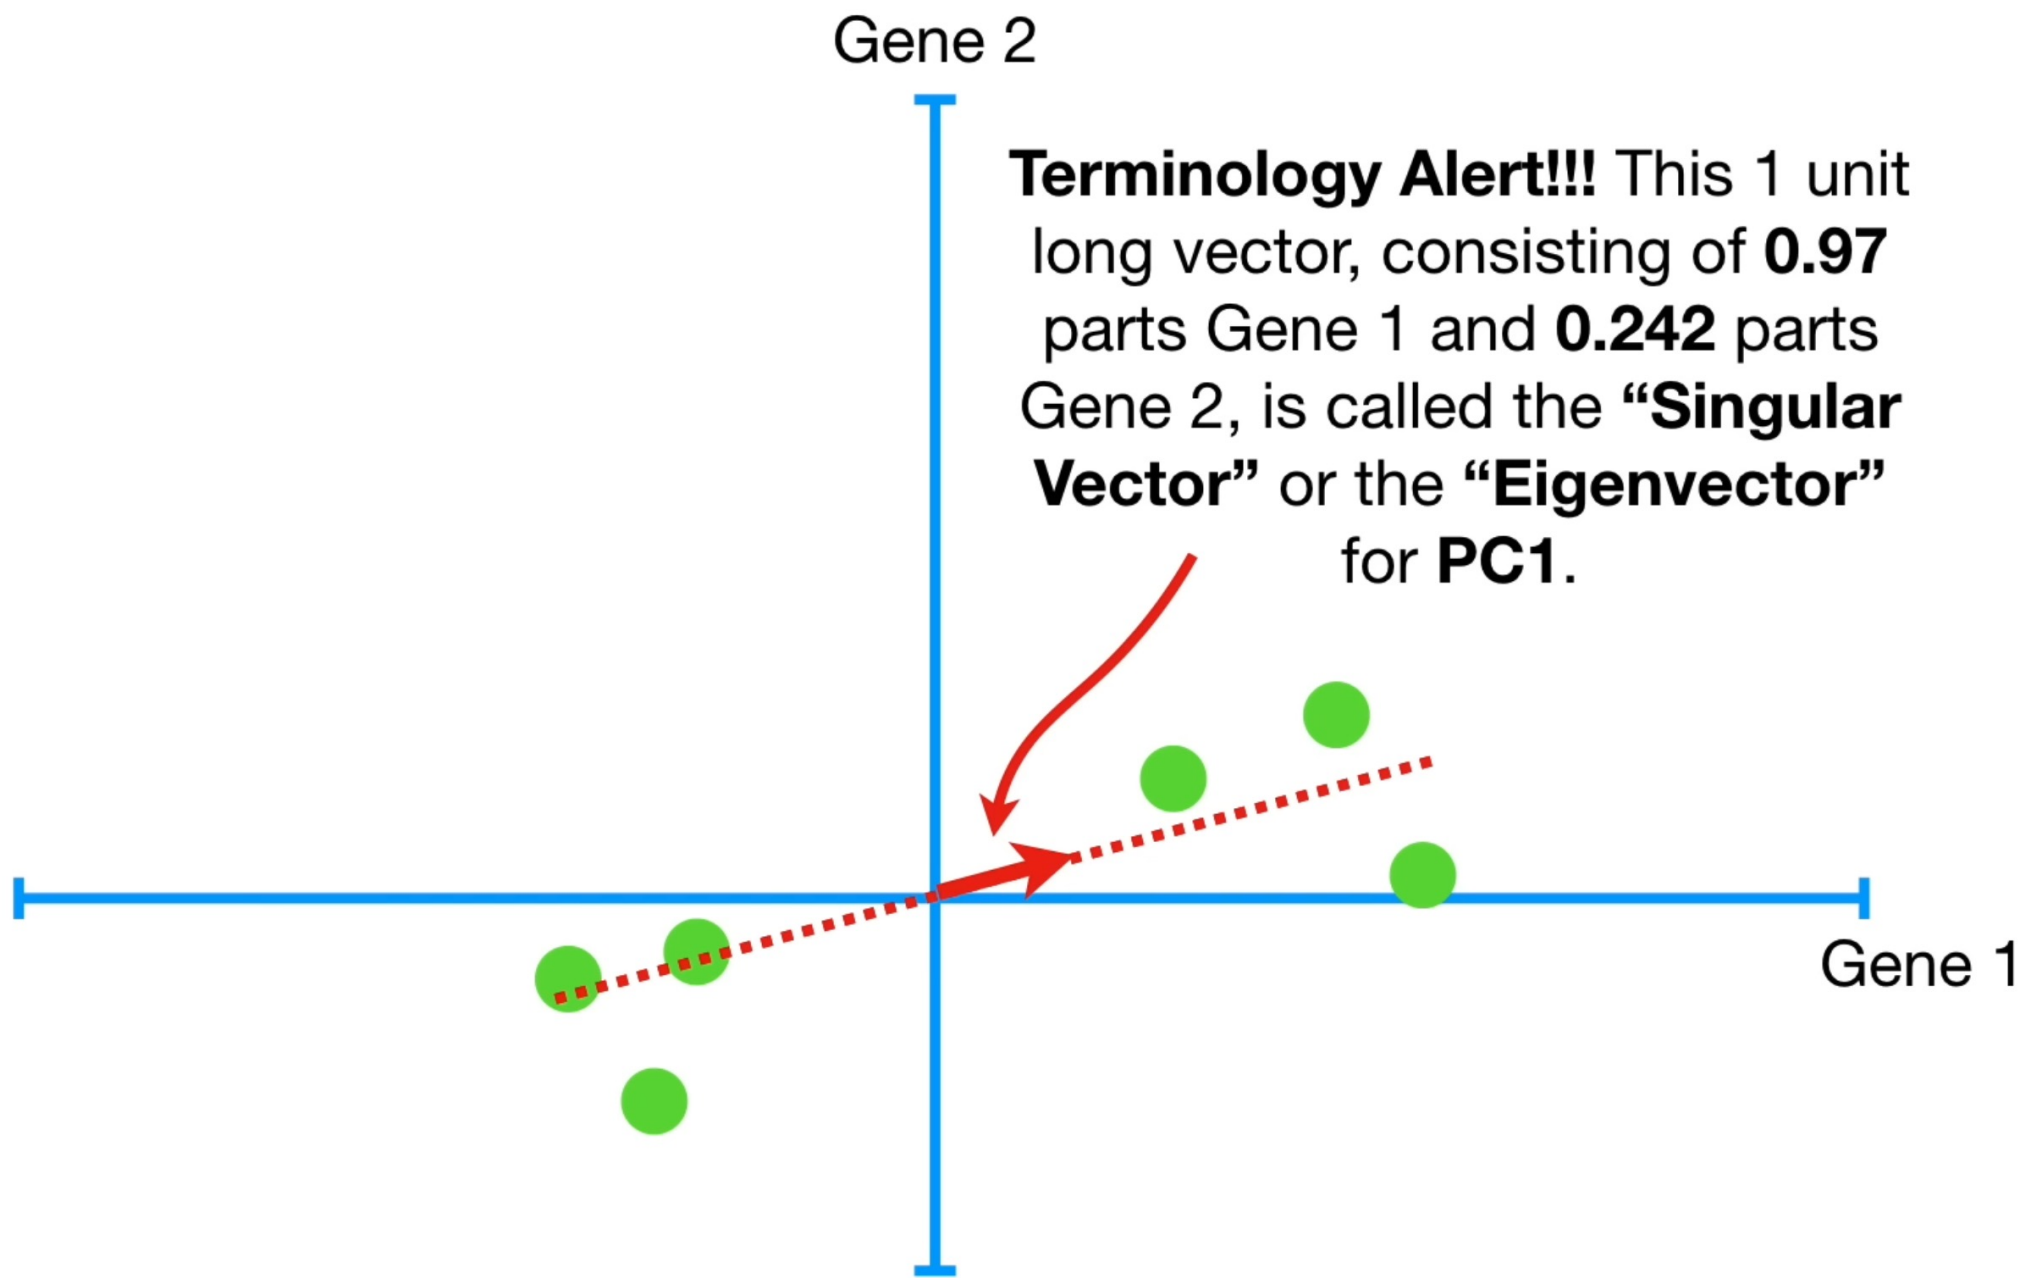 Gene 2
Terminology Alert!!! This 1 unit
long vector, consisting of 0.97
parts Gene 1 and 0.242 parts
Gene 2, is called the “Singular
Vector” or the “Eigenvector”
for PC1.
Gene 1